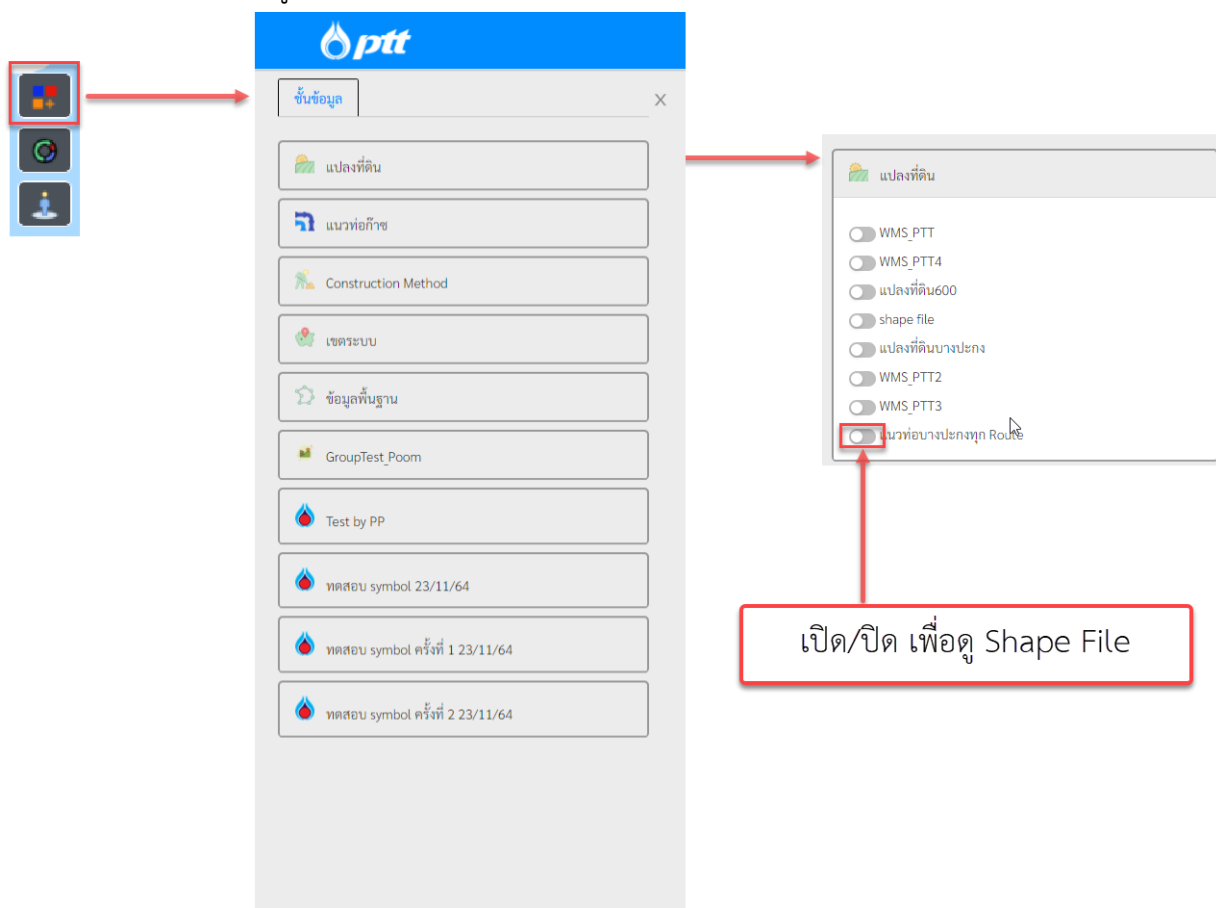 ptt
ชั้นข้อมูล
X
แปลงที่ดิน
แนวท่อก๊าซ
Construction Method
เขตระบบ
ข้อมูลพื้นฐาน
GroupTest_Poom
Test by PP
ทดสอบ symbol 23/11/64
ทดสอบ symbol ครั้งที่ 1 23/11/64
ทดสอบ symbol ครั้งที่ 2 23/11/64
แปลงที่ดิน
WMS_PTT
WMS_PTT4
แปลงที่ดิน600
shape file
แปลงที่ดินบางปะกง
WMS_PTT2
WMS_PTT3
แนวท่อบางปะกงทุก Route
เปิด/ปิด เพื่อดู Shape File